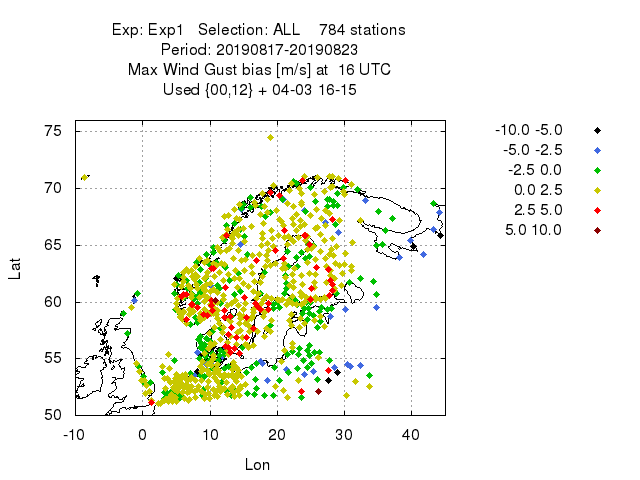 Exp: Exp1 Selection: ALL 784 stations
Period: 20190817-20190823
Max Wind Gust bias [m/s] at 16 UTC
Used {00,12} + 04-03 16-15
75
70
65
60
55
50
Lat
-10 0 10 20 30 40
Lon
-10.0 -5.0
-5.0 -2.5
-2.5 0.0
0.0 2.5
2.5 5.0
5.0 10.0